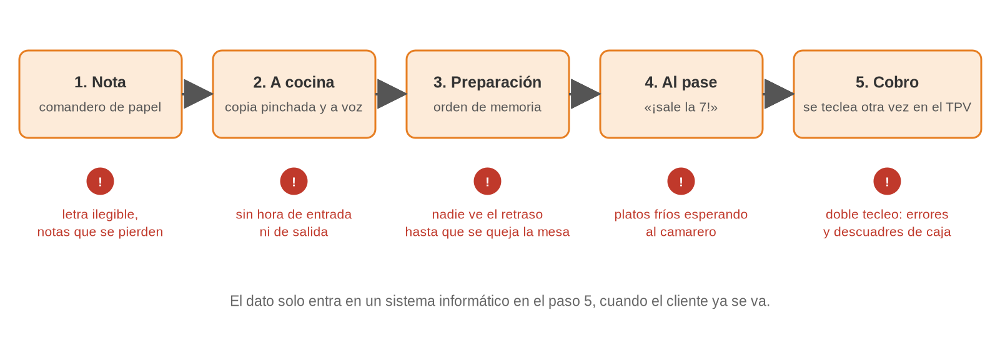 1. Nota
comandero de papel
2. A cocina
copia pinchada y a voz
3. Preparación
orden de memoria
4. Al pase
«¡sale la 7!»
5. Cobro
se teclea otra vez en el TPV
!
letra ilegible,
notas que se pierden
!
sin hora de entrada
ni de salida
!
nadie ve el retraso
hasta que se queja la mesa
!
platos fríos esperando
al camarero
!
doble tecleo: errores
y descuadres de caja
El dato solo entra en un sistema informático en el paso 5, cuando el cliente ya se va.